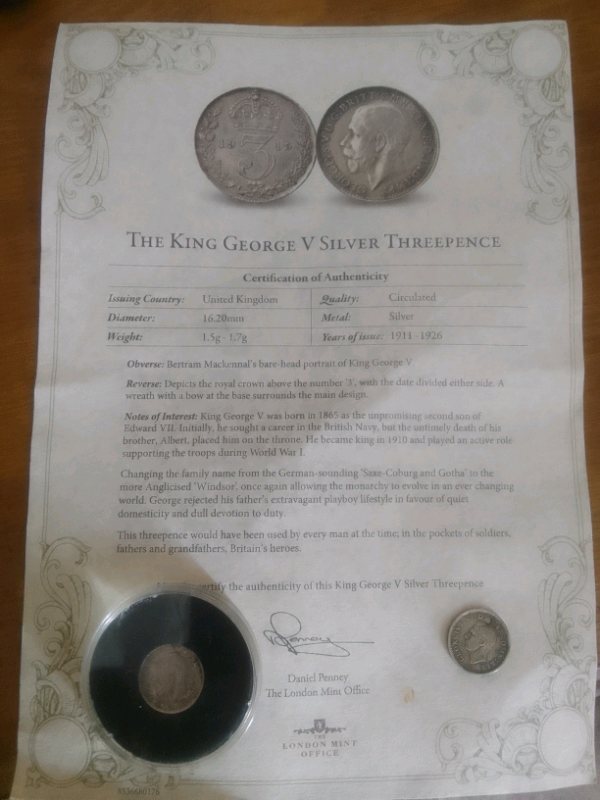 THE KING GEORGE V SILVER THREEPENCE
Certification of Authenticity
Issuing Country: United Kingdom Quality: Circulated
Diameter: 16.20mm Metal: Silver
Weight: 1.5g - 1.7g Years of issue: 1911 - 1926
Obverse: Bertram Mackennal's bare-head portrait of King George V
Reverse: Depicts the royal crown above the number '3', with the date divided either side. A
wreath with a bow at the base surrounds the main design.
Notes of Interest: King George V was born in 1865 as the unpromising second son of
Edward VII. Initially, he sought a career in the British Navy, but the untimely death of his
brother, Albert, placed him on the throne. He became king in 1910 and played an active role
supporting the troops during World War I.
Changing the family name from the German-sounding 'Saxe-Coburg and Gotha' to the
more Anglicised 'Windsor', once again allowing the monarchy to evolve in an ever changing
world. George rejected his father's extravagant playboy lifestyle in favour of quiet
domesticity and dull devotion to duty.
This threepence would have been used by every man at the time; in the pockets of soldiers,
fathers and grandfathers, Britain's heroes.
certify the authenticity of this King George V Silver Threepence
Daniel Penney
The London Mint Office
THE
LONDON MINT
OFFICE